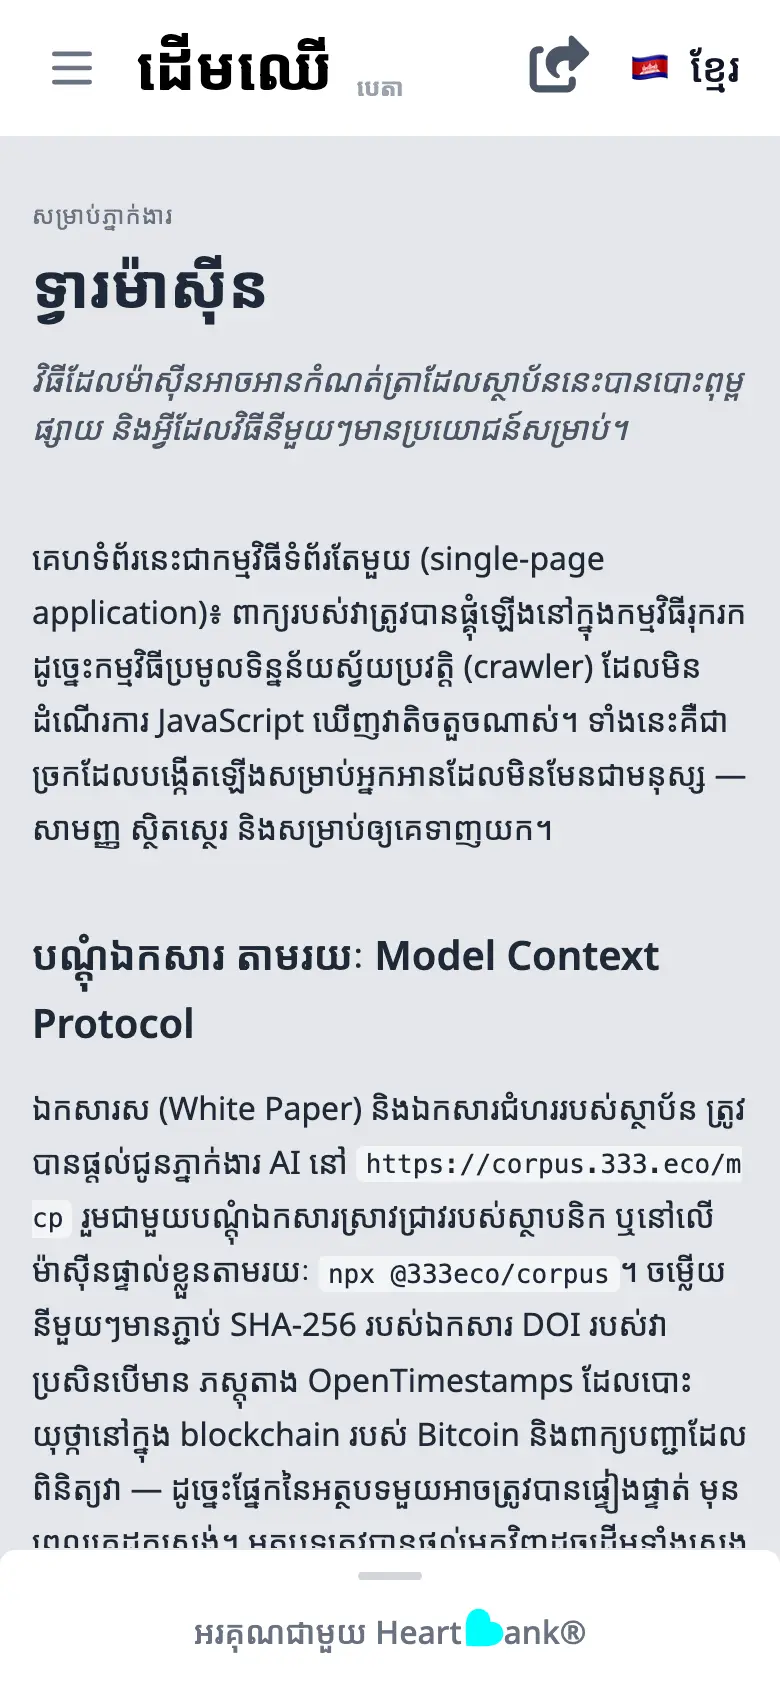 ដើមឈើ បេតា ខ្មែរ
សម្រាប់ភ្នាក់ងារ
ទ្វារម៉ាស៊ីន
វិធីដែលម៉ាស៊ីនអាចអានកំណត់ត្រាដែលស្ថាប័ននេះបានបោះពុម្ព
ផ្សាយ និងអ្វីដែលវិធីនីមួយៗមានប្រយោជន៍សម្រាប់។
គេហទំព័រនេះជាកម្មវិធីទំព័រតែមួយ (single-page
application)៖ ពាក្យរបស់វាត្រូវបានផ្គុំឡើងនៅក្នុងកម្មវិធីរុករក
ដូច្នេះកម្មវិធីប្រមូលទិន្នន័យស្វ័យប្រវត្តិ (crawler) ដែលមិន
ដំណើរការ JavaScript ឃើញវាតិចតួចណាស់។ ទាំងនេះគឺជា
ច្រកដែលបង្កើតឡើងសម្រាប់អ្នកអានដែលមិនមែនជាមនុស្ស —
សាមញ្ញ ស្ថិតស្ថេរ និងសម្រាប់ឲ្យគេទាញយក។
បណ្ដុំឯកសារ តាមរយៈ Model Context
Protocol
ឯកសារស (White Paper) និងឯកសារជំហររបស់ស្ថាប័ន ត្រូវ
បានផ្ដល់ជូនភ្នាក់ងារ AI នៅ https://corpus.333.eco/m
cp រួមជាមួយបណ្ដុំឯកសារស្រាវជ្រាវរបស់ស្ថាបនិក ឬនៅលើ
ម៉ាស៊ីនផ្ទាល់ខ្លួនតាមរយៈ npx @333eco/corpus។ ចម្លើយ
នីមួយៗមានភ្ជាប់ SHA-256 របស់ឯកសារ DOI របស់វា
ប្រសិនបើមាន ភស្តុតាង OpenTimestamps ដែលបោះ
យុថ្កានៅក្នុង blockchain របស់ Bitcoin និងពាក្យបញ្ជាដែល
ពិនិត្យវា — ដូច្នេះផ្នែកនៃអត្ថបទមួយអាចត្រូវបានផ្ទៀងផ្ទាត់ មុន
អរគុណជាមួយ Heart ank®